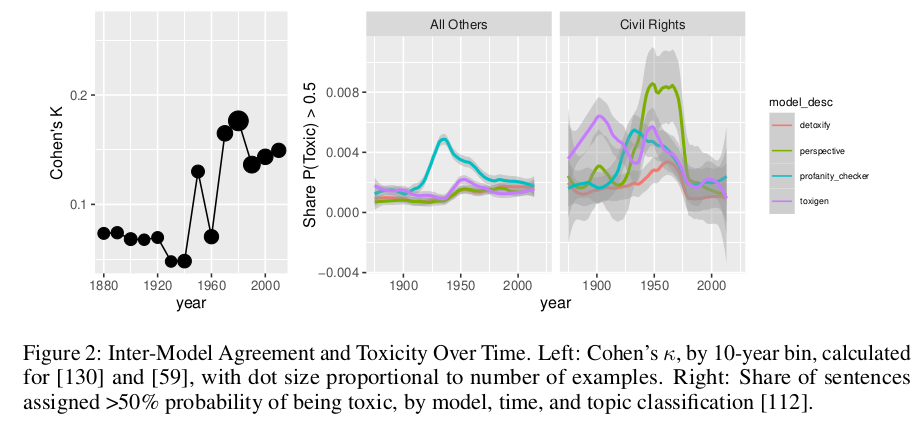 All Others
Civil Rights
Cohen's K
0.2
0.1
1880
1920
1960
2000
year
Share P(Toxic) > 0.5
0.008
0.004
0.000
−0.004
1900
1950
2000
1900
1950
2000
year
model_desc
detoxify
perspective
profanity_checker
toxigen
Figure 2: Inter-Model Agreement and Toxicity Over Time. Left: Cohen's κ, by 10-year bin, calculated
for [130] and [59], with dot size proportional to number of examples. Right: Share of sentences
assigned >50% probability of being toxic, by model, time, and topic classification [112].